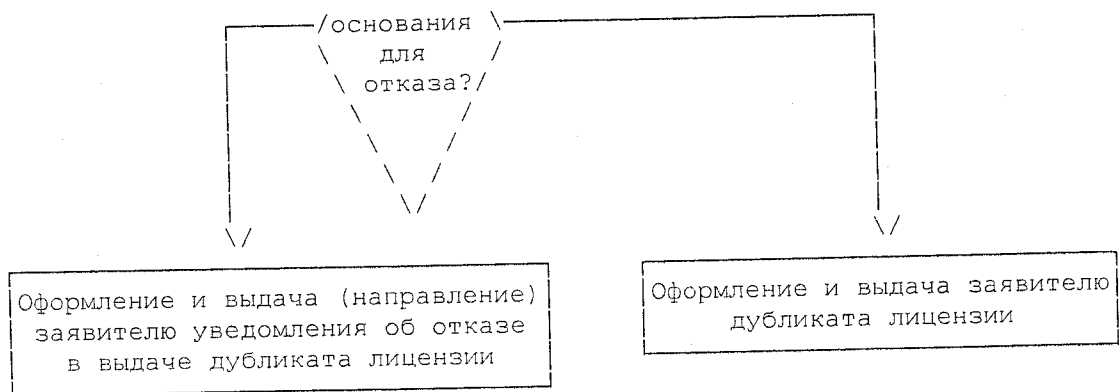 основания
для
отказа?
Оформление и выдача (направление)
заявителю уведомления об отказе
в выдаче дубликата лицензии
Оформление и выдача заявителю
дубликата лицензии